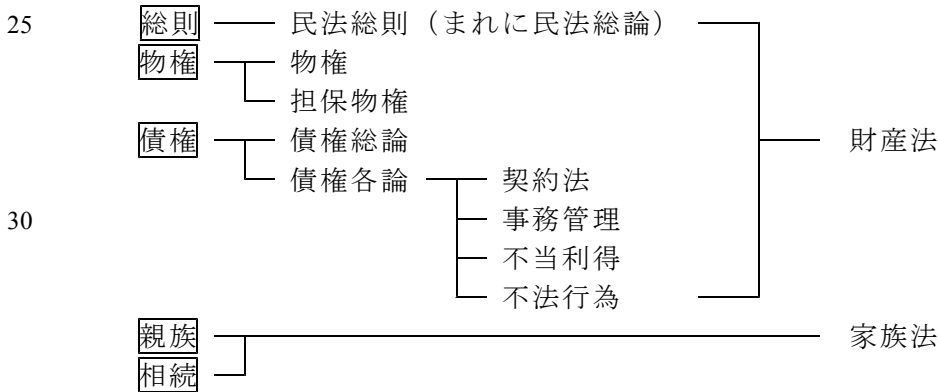 25 総則 民法総則（まれに民法総論）
物権 物権
担保物権
債権 債権総論 財産法
債権各論 契約法
30 事務管理
不当利得
不法行為
親族 家族法
相続